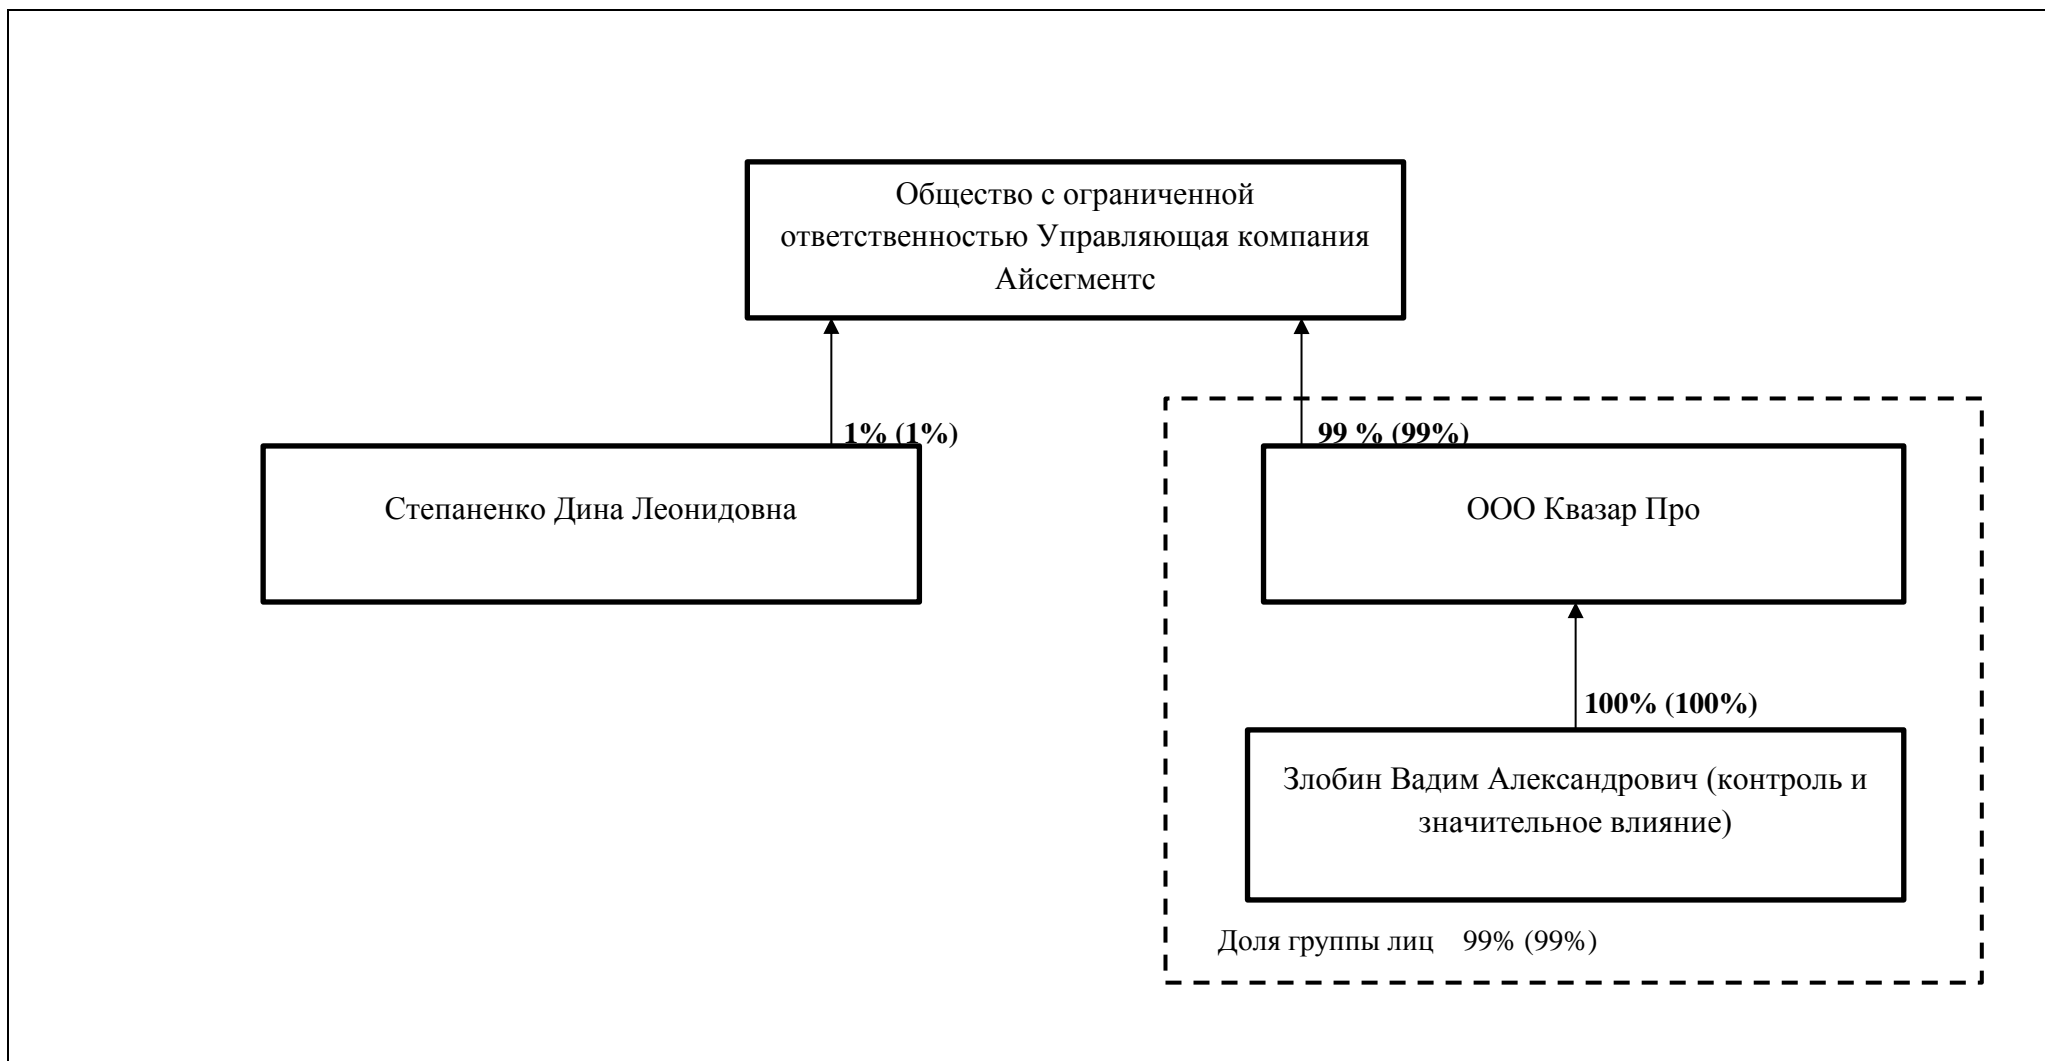 Общество с ограниченной
ответственностью Управляющая компания
Айсегментс
1% (1%)
99 % (99%)
Степаненко Дина Леонидовна
ООО Квазар Про
100% (100%)
Злобин Вадим Александрович (контроль и
значительное влияние)
Доля группы лиц 99% (99%)